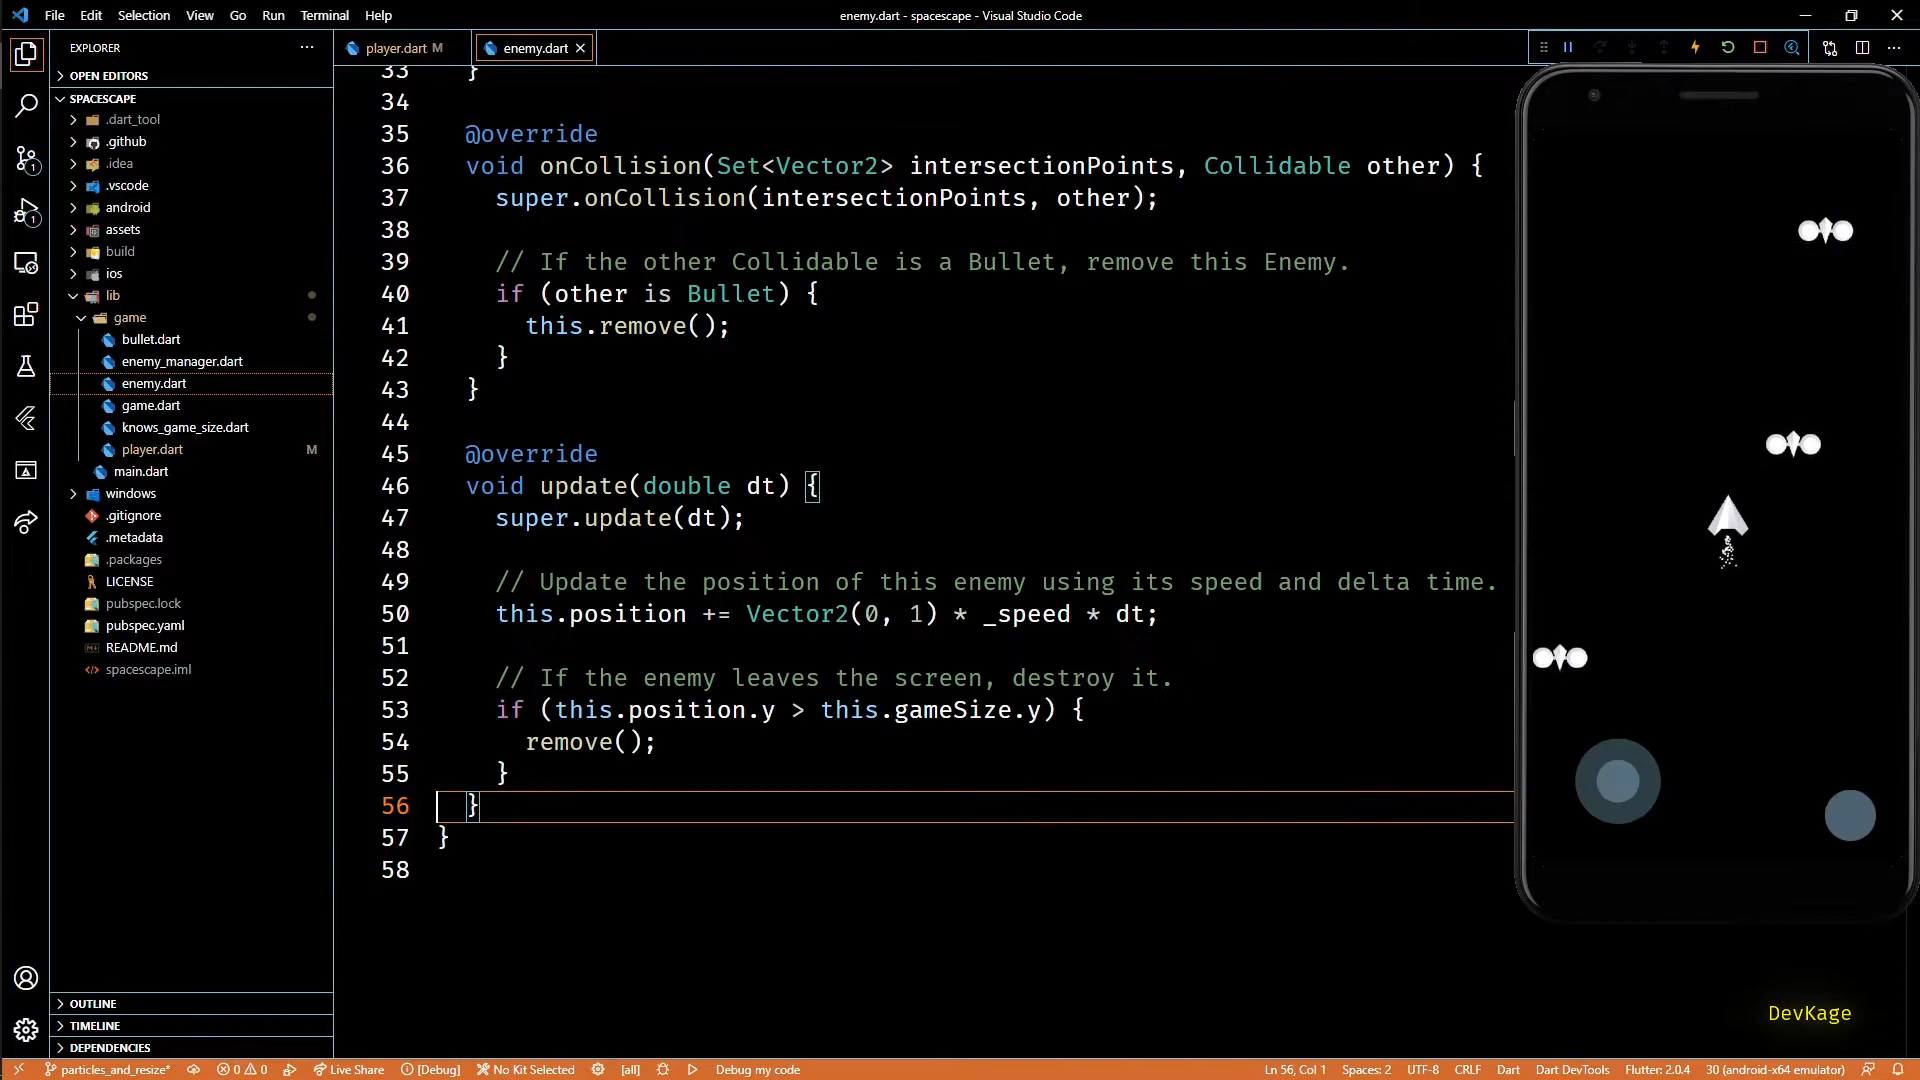 File Edit Selection View Go Run Terminal Help
enemy.dart - spacescape - Visual Studio Code
EXPLORER
player.dart M
enemy.dart
OPEN EDITORS
SPACESCAPE
.dart_tool
.github
.idea
.vscode
android
assets
build
ios
lib
game
bullet.dart
enemy_manager.dart
enemy.dart
game.dart
knows_game_size.dart
player.dart M
main.dart
windows
.gitignore
.metadata
.packages
LICENSE
pubspec.lock
pubspec.yaml
README.md
spacescape.iml
OUTLINE
TIMELINE
DEPENDENCIES
1
1
33 }
34
35 @override
36 void onCollision(Set<Vector2> intersectionPoints, Collidable other) {
37 super.onCollision(intersectionPoints, other);
38
39 // If the other Collidable is a Bullet, remove this Enemy.
40 if (other is Bullet) {
41 this.remove();
42 }
43 }
44
45 @override
46 void update(double dt) {
47 super.update(dt);
48
49 // Update the position of this enemy using its speed and delta time.
50 this.position += Vector2(0, 1) * _speed * dt;
51
52 // If the enemy leaves the screen, destroy it.
53 if (this.position.y > this.gameSize.y) {
54 remove();
55 }
56 }
57 }
58
DevKage
particles_and_resize* 0 0 Live Share [Debug] No Kit Selected [all] Debug my code Ln 56, Col 1 Spaces: 2 UTF-8 CRLF Dart Dart DevTools Flutter: 2.0.4 30 (android-x64 emulator)